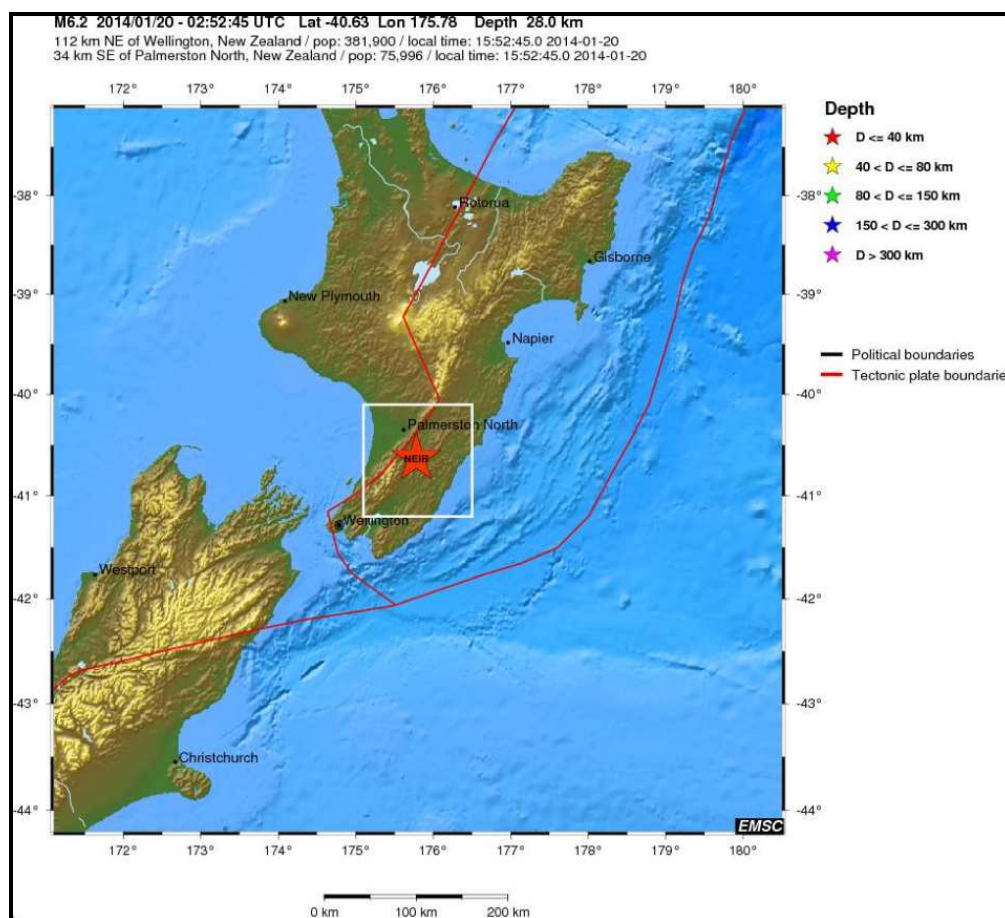 M6.2 2014/01/20 - 02:52:45 UTC Lat -40.63 Lon 175.78 Depth 28.0 km
112 km NE of Wellington, New Zealand / pop: 381,900 / local time: 15:52:45.0 2014-01-20
34 km SE of Palmerston North, New Zealand / pop: 75,996 / local time: 15:52:45.0 2014-01-20
172° 173° 174° 175° 176° 177° 178° 179° 180°
Depth
D <= 40 km
40 < D <= 80 km
80 < D <= 150 km
150 < D <= 300 km
D > 300 km
Political boundaries
Tectonic plate boundarie
-38° -38°
Rotorua
Gisborne
-39° -39°
New Plymouth
Napier
-40° -40°
Palmerston North
NEIR
-41° -41°
Wellington
Westport
-42° -42°
-43° -43°
Christchurch
-44° -44°
EMSC
172° 173° 174° 175° 176° 177° 178° 179° 180°
0 km 100 km 200 km